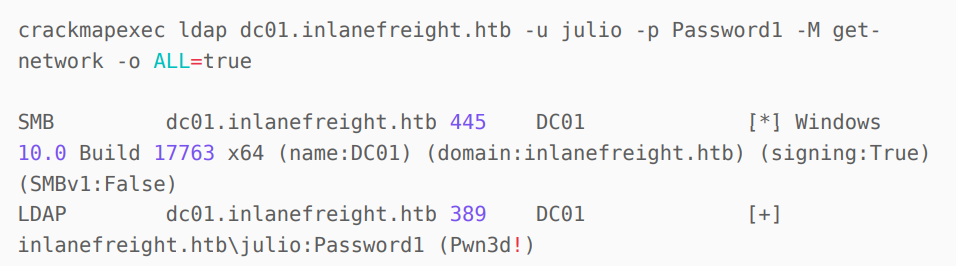 crackmapexec ldap dc01.inlanefreight.htb -u julio -p Password1 -M get-
network -o ALL=true
SMB dc01.inlanefreight.htb 445 DC01 [*] Windows
10.0 Build 17763 x64 (name:DC01) (domain:inlanefreight.htb) (signing:True)
(SMBv1:False)
LDAP dc01.inlanefreight.htb 389 DC01 [+]
inlanefreight.htb\julio:Password1 (Pwn3d!)